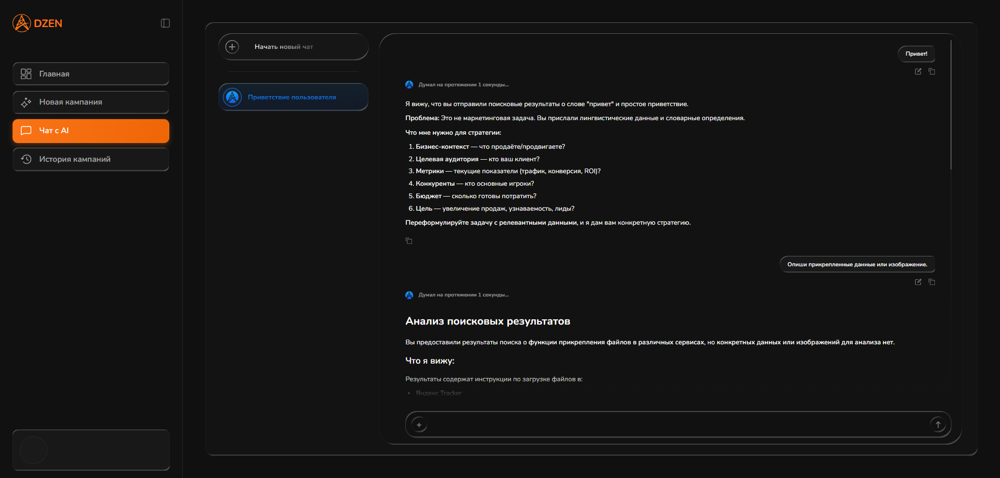 DZEN
Главная
Новая кампания
Чат с AI
История кампаний
Начать новый чат
Приветствие пользователя
Привет!
Думал на протяжении 1 секунды...
Я вижу, что вы отправили поисковые результаты о слове "привет" и простое приветствие.
Проблема: Это не маркетинговая задача. Вы прислали лингвистические данные и словарные определения.
Что мне нужно для стратегии:
1. Бизнес-контекст — что продаёте/продвигаете?
2. Целевая аудитория — кто ваш клиент?
3. Метрики — текущие показатели (трафик, конверсия, ROI)?
4. Конкуренты — кто основные игроки?
5. Бюджет — сколько готовы потратить?
6. Цель — увеличение продаж, узнаваемость, лиды?
Переформулируйте задачу с релевантными данными, и я дам вам конкретную стратегию.
Опиши прикрепленные данные или изображение.
Думал на протяжении 1 секунды...
Анализ поисковых результатов
Вы предоставили результаты поиска о функции прикрепления файлов в различных сервисах, но конкретных данных или изображений для анализа нет.
Что я вижу:
Результаты содержат инструкции по загрузке файлов в:
• Яндекс Tracker